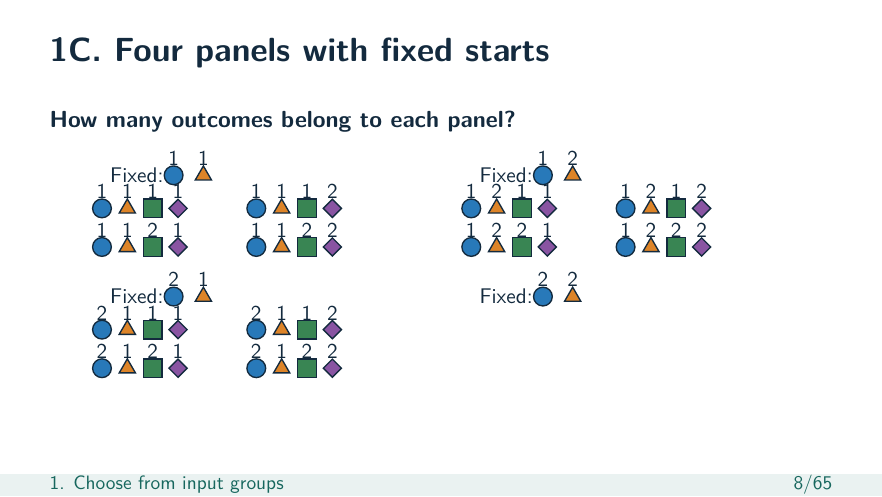 1C. Four panels with fixed starts
How many outcomes belong to each panel?
1 1
Fixed:
1 1 1 1
1 1 1 2
1 1 2 1
1 1 2 2
1 2
Fixed:
1 2 1 1
1 2 1 2
1 2 2 1
1 2 2 2
2 1
Fixed:
2 1 1 1
2 1 1 2
2 1 2 1
2 1 2 2
2 2
Fixed:
1. Choose from input groups
8/65